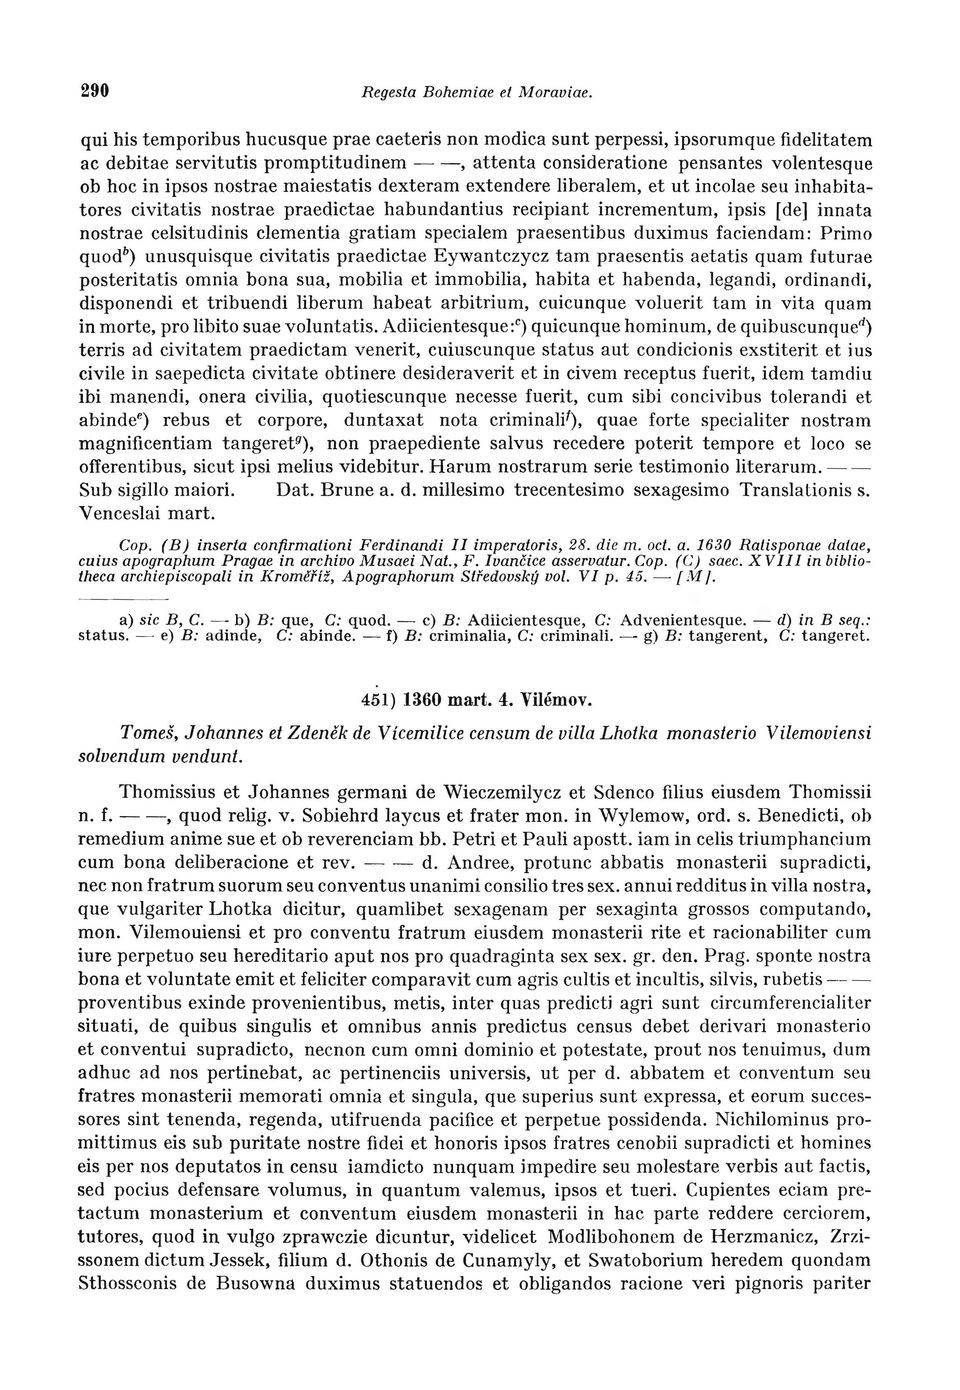 290 Regesta Bohemiae et Moraviae.
qui his temporibus hucusque prae caeteris non modica sunt perpessi, ipsorumque fidelitatem
ac debitae servitutis promptitudinem — —, attenta consideratione pensantes volentesque
ob hoc in ipsos nostrae maiestatis dexteram extendere liberalem, et ut incolae seu inhabita-
tores civitatis nostrae praedictae habundantius recipiant incrementum, ipsis [de] innata
nostrae celsitudinis clementia gratiam specialem praesentibus duximus faciendam: Primo
quodᵇ) unusquisque civitatis praedictae Eywantczycz tam praesentis aetatis quam futurae
posteritatis omnia bona sua, mobilia et immobilia, habita et habenda, legandi, ordinandi,
disponendi et tribuendi liberum habeat arbitrium, cuicunque voluerit tam in vita quam
in morte, pro libito suae voluntatis. Adiicientesque:ᶜ) quicunque hominum, de quibuscunqueᵈ)
terris ad civitatem praedictam venerit, cuiuscunque status aut condicionis exstiterit et ius
civile in saepedicta civitate obtinere desideraverit et in civem receptus fuerit, idem tamdiu
ibi manendi, onera civilia, quotiescunque necesse fuerit, cum sibi concivibus tolerandi et
abindeᵉ) rebus et corpore, duntaxat nota criminaliᶠ), quae forte specialiter nostram
magnificentiam tangeretᵍ), non praepediente salvus recedere poterit tempore et loco se
offerentibus, sicut ipsi melius videbitur. Harum nostrarum serie testimonio literarum. — —
Sub sigillo maiori. Dat. Brune a. d. millesimo trecentesimo sexagesimo Translationis s.
Venceslai mart.
Cop. (B) inserta confirmationi Ferdinandi II imperatoris, 28. die m. oct. a. 1630 Ratisponae datae,
cuius apographum Pragae in archivo Musaei Nat., F. Ivančice asservatur. Cop. (C) saec. XVIII in biblio-
theca archiepiscopali in Kroměříž, Apographorum Středovský vol. VI p. 45. — [M].
a) sic B, C. — b) B: que, C: quod. — c) B: Adiicientesque, C: Advenientesque. — d) in B seq.:
status. — e) B: adinde, C: abinde. — f) B: criminalia, C: criminali. — g) B: tangerent, C: tangeret.
451) 1360 mart. 4. Vilémov.
Tomeš, Johannes et Zdeněk de Vícemilice censum de villa Lhotka monasterio Vilemoviensi
solvendum vendunt.
Thomissius et Johannes germani de Wieczemilycz et Sdenco filius eiusdem Thomissii
n. f. — —, quod relig. v. Sobiehrd laycus et frater mon. in Wylemow, ord. s. Benedicti, ob
remedium anime sue et ob reverenciam bb. Petri et Pauli apostt. iam in celis triumphancium
cum bona deliberacione et rev. — — d. Andree, protunc abbatis monasterii supradicti,
nec non fratrum suorum seu conventus unanimi consilio tres sex. annui redditus in villa nostra,
que vulgariter Lhotka dicitur, quamlibet sexagenam per sexaginta grossos computando,
mon. Vilemouiensi et pro conventu fratrum eiusdem monasterii rite et racionabiliter cum
iure perpetuo seu hereditario aput nos pro quadraginta sex sex. gr. den. Prag. sponte nostra
bona et voluntate emit et feliciter comparavit cum agris cultis et incultis, silvis, rubetis — —
proventibus exinde provenientibus, metis, inter quas predicti agri sunt circumferencialiter
situati, de quibus singulis et omnibus annis predictus census debet derivari monasterio
et conventui supradicto, necnon cum omni dominio et potestate, prout nos tenuimus, dum
adhuc ad nos pertinebat, ac pertinenciis universis, ut per d. abbatem et conventum seu
fratres monasterii memorati omnia et singula, que superius sunt expressa, et eorum succes-
sores sint tenenda, regenda, utifruenda pacifice et perpetue possidenda. Nichilominus pro-
mittimus eis sub puritate nostre fidei et honoris ipsos fratres cenobii supradicti et homines
eis per nos deputatos in censu iamdicto nunquam impedire seu molestare verbis aut factis,
sed pocius defensare volumus, in quantum valemus, ipsos et tueri. Cupientes eciam pre-
tactum monasterium et conventum eiusdem monasterii in hac parte reddere cerciorem,
tutores, quod in vulgo zprawczie dicuntur, videlicet Modlibohonem de Herzmanicz, Zrzi-
ssonem dictum Jessek, filium d. Othonis de Cunamyly, et Swatoborium heredem quondam
Sthossconis de Busowna duximus statuendos et obligandos racione veri pignoris pariter